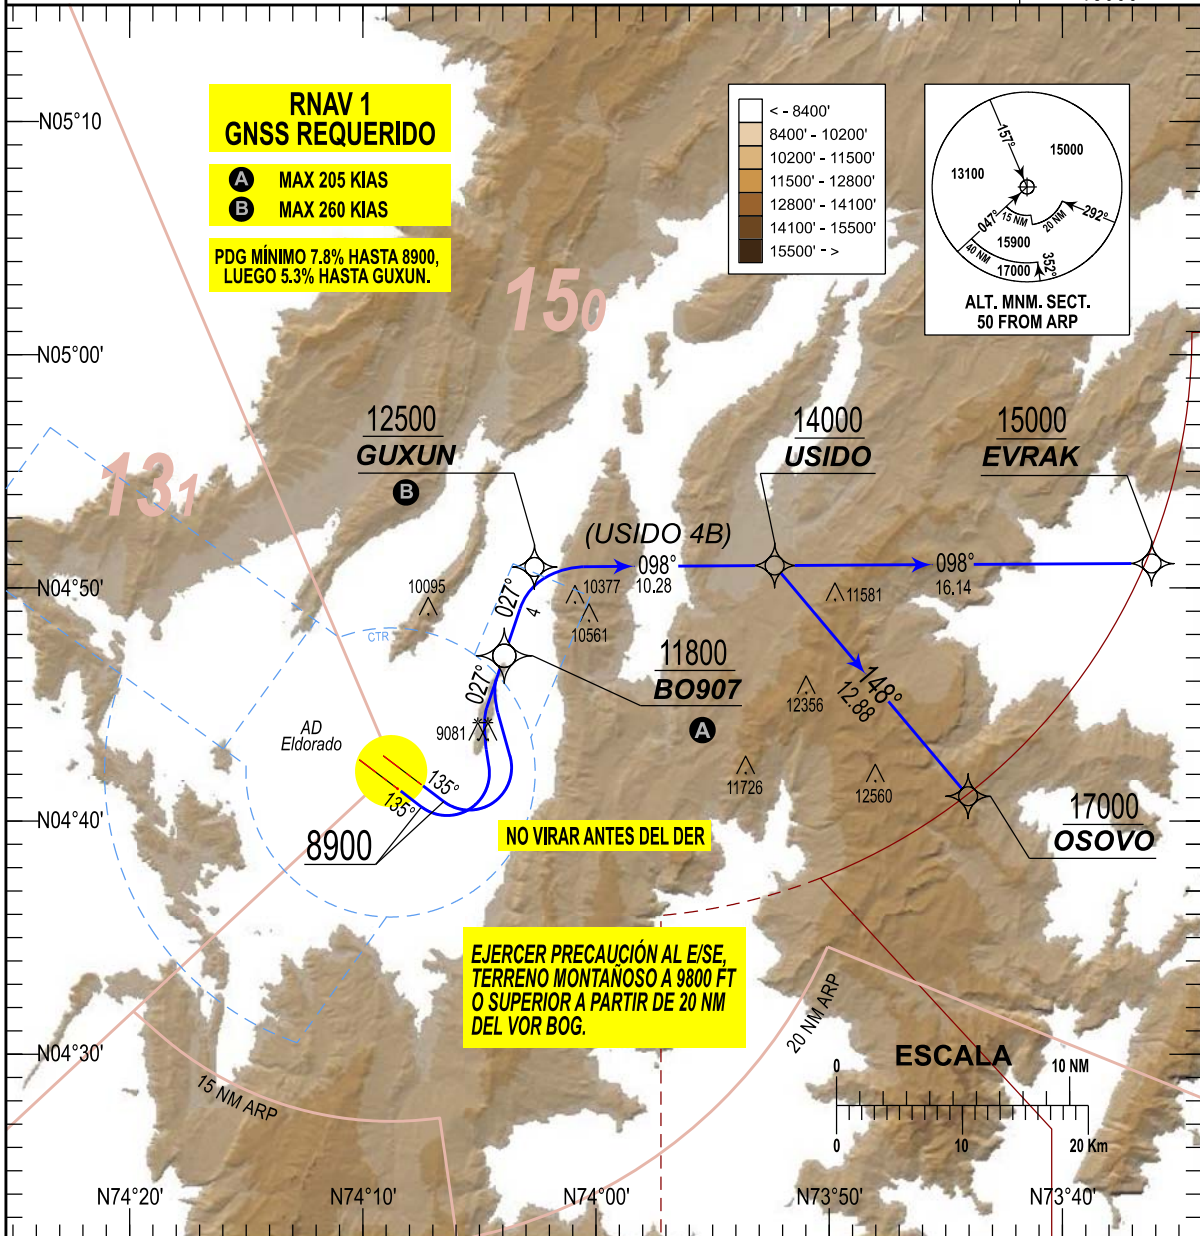 N05°10
RNAV 1
GNSS REQUERIDO
A MAX 205 KIAS
B MAX 260 KIAS
PDG MÍNIMO 7.8% HASTA 8900,
LUEGO 5.3% HASTA GUXUN.
< - 8400'
8400' - 10200'
10200' - 11500'
11500' - 12800'
12800' - 14100'
14100' - 15500'
15500' - >
157°
15000
13100
047°
15 NM
20 NM
292°
15900
40 NM
17000
352°
ALT. MNM. SECT.
50 FROM ARP
150
N05°00'
12500
GUXUN
B
14000
USIDO
15000
EVRAK
131
(USIDO 4B)
098°
10.28
098°
16.14
N04°50'
10095
10377
10561
11581
027°
4
CTR
11800
BO907
A
027°
148°
12.88
12356
9081
AD
Eldorado
11726
12560
135°
135°
17000
OSOVO
N04°40'
8900
NO VIRAR ANTES DEL DER
EJERCER PRECAUCIÓN AL E/SE,
TERRENO MONTAÑOSO A 9800 FT
O SUPERIOR A PARTIR DE 20 NM
DEL VOR BOG.
20 NM ARP
N04°30'
15 NM ARP
ESCALA
0 10 NM
0 10 20 Km
N74°20'
N74°10'
N74°00'
N73°50'
N73°40'